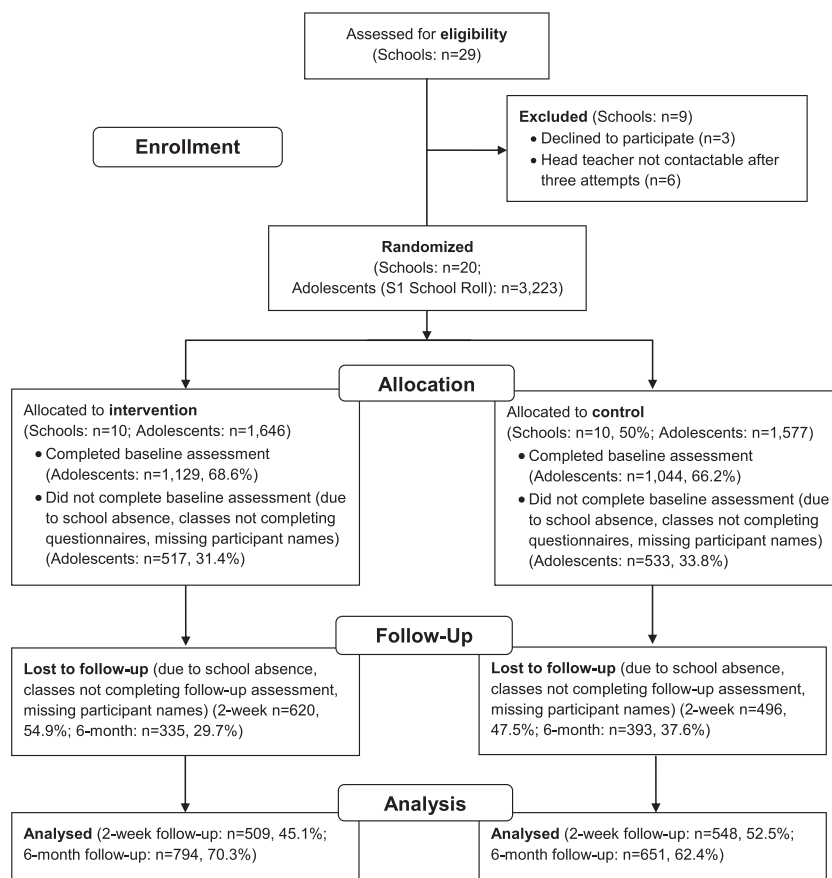 Assessed for eligibility
(Schools: n=29)
Enrollment
Excluded (Schools: n=9)
• Declined to participate (n=3)
• Head teacher not contactable after
three attempts (n=6)
Randomized
(Schools: n=20;
Adolescents (S1 School Roll): n=3,223)
Allocation
Allocated to intervention
(Schools: n=10; Adolescents: n=1,646)
• Completed baseline assessment
(Adolescents: n=1,129, 68.6%)
• Did not complete baseline assessment (due
to school absence, classes not completing
questionnaires, missing participant names)
(Adolescents: n=517, 31.4%)
Allocated to control
(Schools: n=10, 50%; Adolescents: n=1,577)
• Completed baseline assessment
(Adolescents: n=1,044, 66.2%)
• Did not complete baseline assessment (due
to school absence, classes not completing
questionnaires, missing participant names)
(Adolescents: n=533, 33.8%)
Follow-Up
Lost to follow-up (due to school absence,
classes not completing follow-up assessment,
missing participant names) (2-week n=620,
54.9%; 6-month: n=335, 29.7%)
Lost to follow-up (due to school absence,
classes not completing follow-up assessment,
missing participant names) (2-week n=496,
47.5%; 6-month: n=393, 37.6%)
Analysis
Analysed (2-week follow-up: n=509, 45.1%;
6-month follow-up: n=794, 70.3%)
Analysed (2-week follow-up: n=548, 52.5%;
6-month follow-up: n=651, 62.4%)